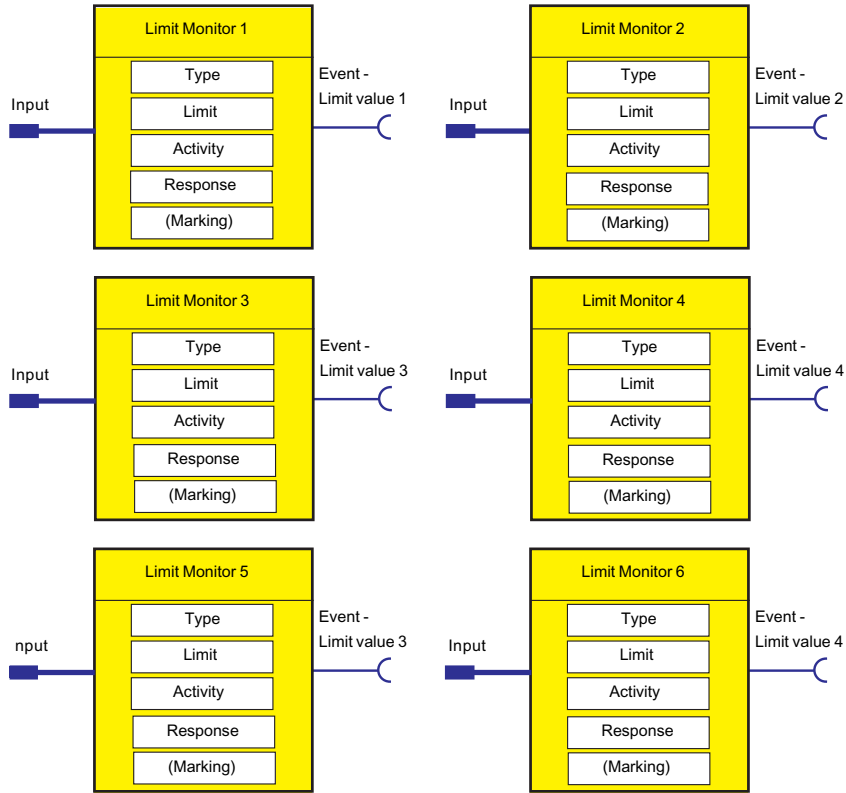 Limit Monitor 1
Input
Type
Limit
Activity
Response
(Marking)
Event -
Limit value 1
Limit Monitor 2
Input
Type
Limit
Activity
Response
(Marking)
Event -
Limit value 2
Limit Monitor 3
Input
Type
Limit
Activity
Response
(Marking)
Event -
Limit value 3
Limit Monitor 4
Input
Type
Limit
Activity
Response
(Marking)
Event -
Limit value 4
Limit Monitor 5
nput
Type
Limit
Activity
Response
(Marking)
Event -
Limit value 3
Limit Monitor 6
Input
Type
Limit
Activity
Response
(Marking)
Event -
Limit value 4